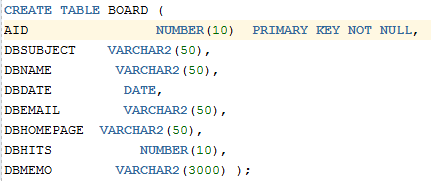 CREATE TABLE BOARD (
AID NUMBER(10) PRIMARY KEY NOT NULL,
DBSUBJECT VARCHAR2(50),
DBNAME VARCHAR2(50),
DBDATE DATE,
DBEMAIL VARCHAR2(50),
DBHOMEPAGE VARCHAR2(50),
DBHITS NUMBER(10),
DBMEMO VARCHAR2(3000) );